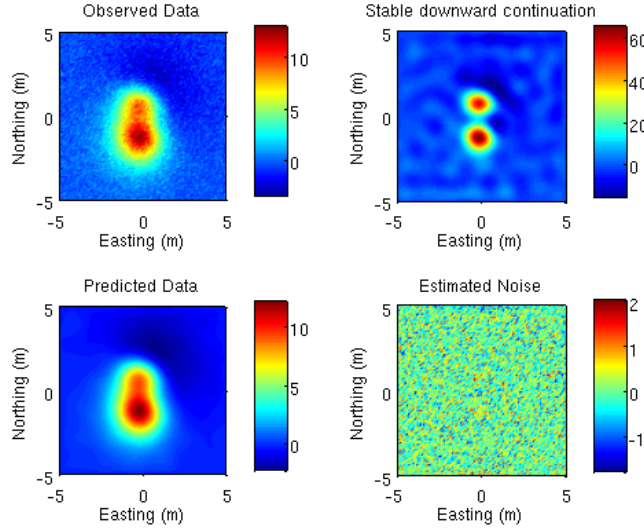 Observed Data
5
0
-5
-5 0 5
Northing (m)
Easting (m)
10
5
0
Stable downward continuation
5
0
-5
-5 0 5
Northing (m)
Easting (m)
60
40
20
0
Predicted Data
5
0
-5
-5 0 5
Northing (m)
Easting (m)
10
5
0
Estimated Noise
5
0
-5
-5 0 5
Northing (m)
Easting (m)
2
1
0
-1